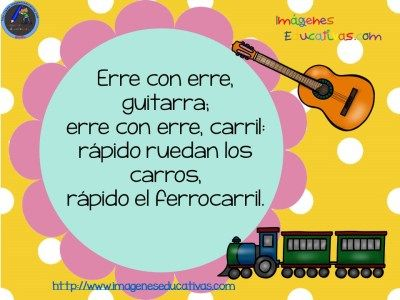 Imágenes
Educativas.com
Erre con erre,
guitarra;
erre con erre, carril:
rápido ruedan los
carros,
rápido el ferrocarril.
http://www.imageneseducativas.com